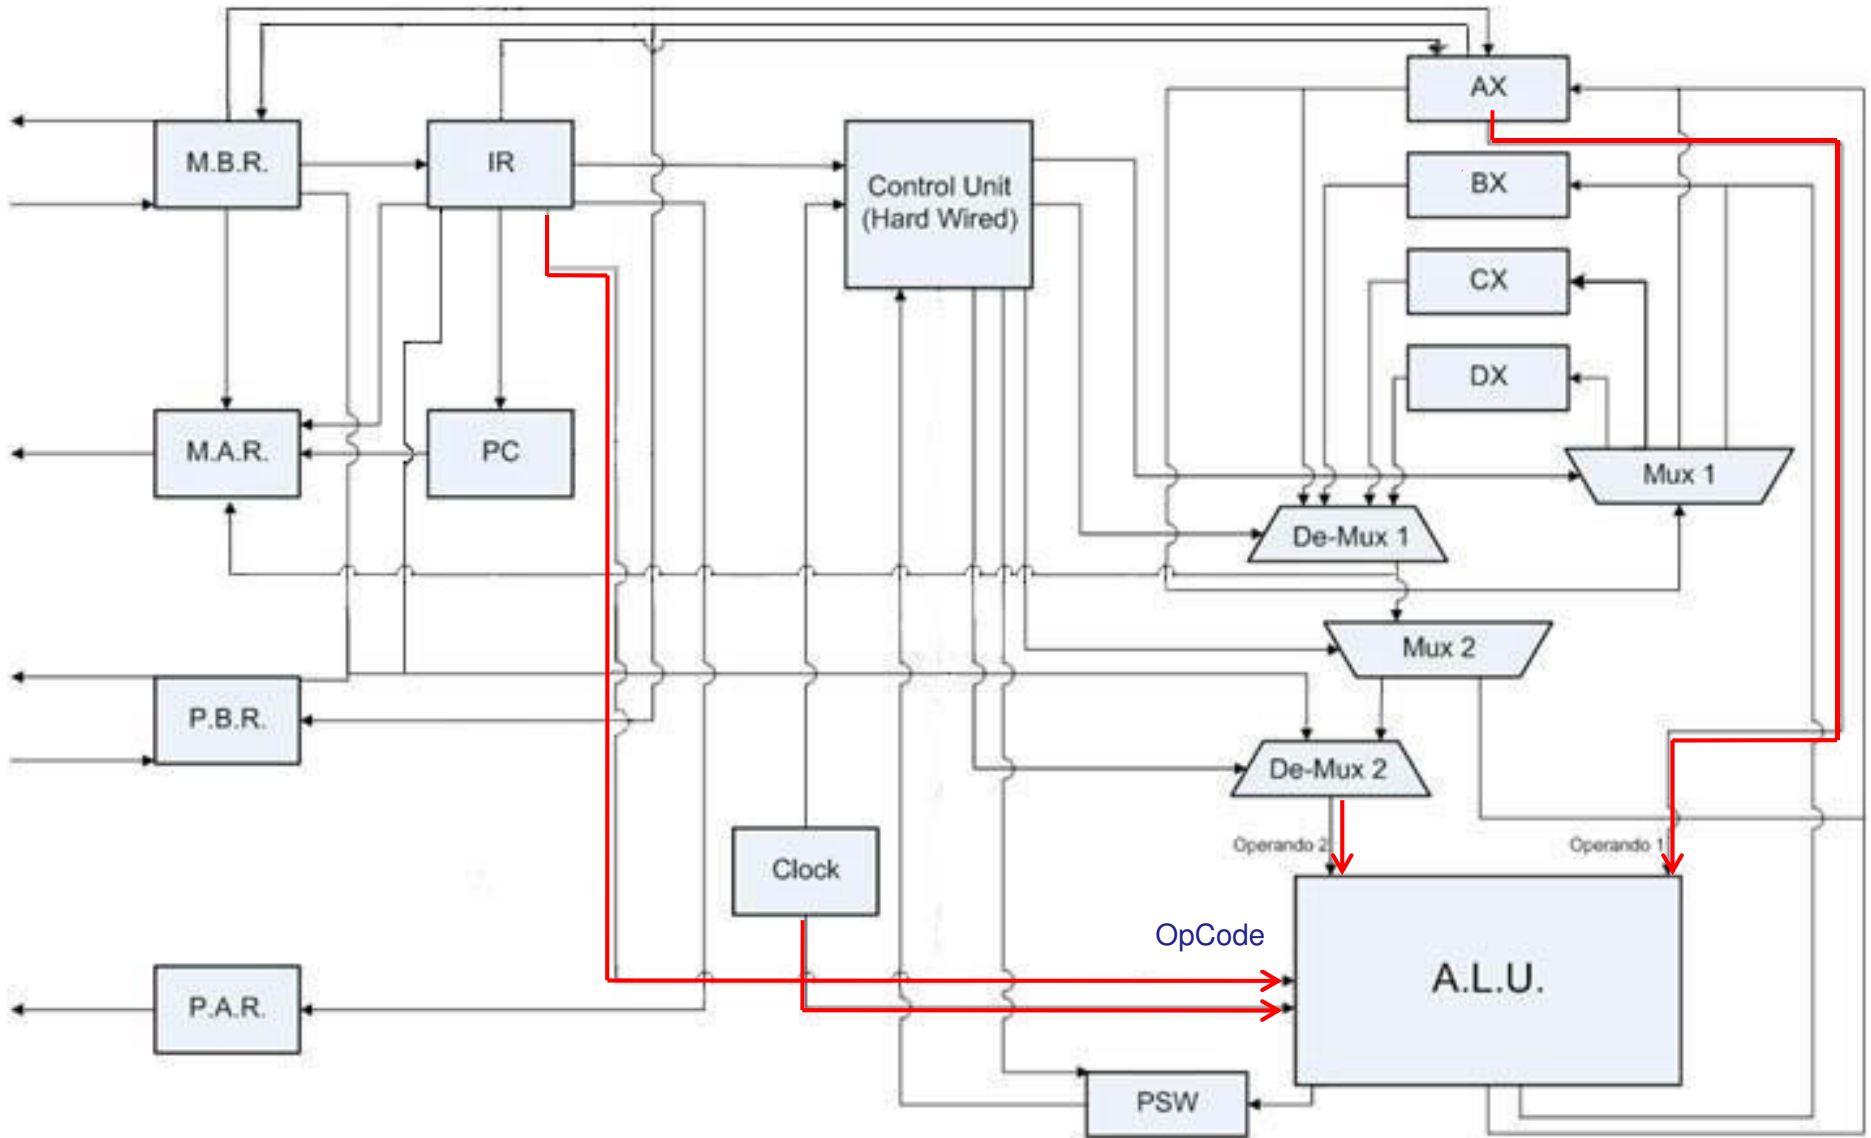 AX
M.B.R.
IR
Control Unit
(Hard Wired)
BX
CX
DX
M.A.R.
PC
Mux 1
De-Mux 1
Mux 2
P.B.R.
De-Mux 2
Operando 2
Operando 1
Clock
OpCode
A.L.U.
P.A.R.
PSW